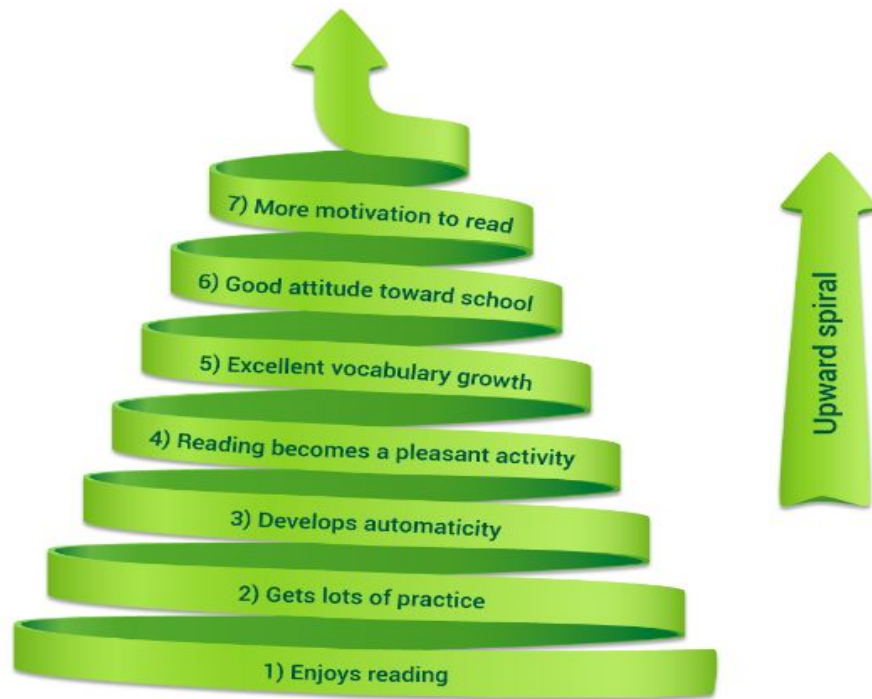 7) More motivation to read
6) Good attitude toward school
5) Excellent vocabulary growth
4) Reading becomes a pleasant activity
3) Develops automaticity
2) Gets lots of practice
1) Enjoys reading
Upward spiral